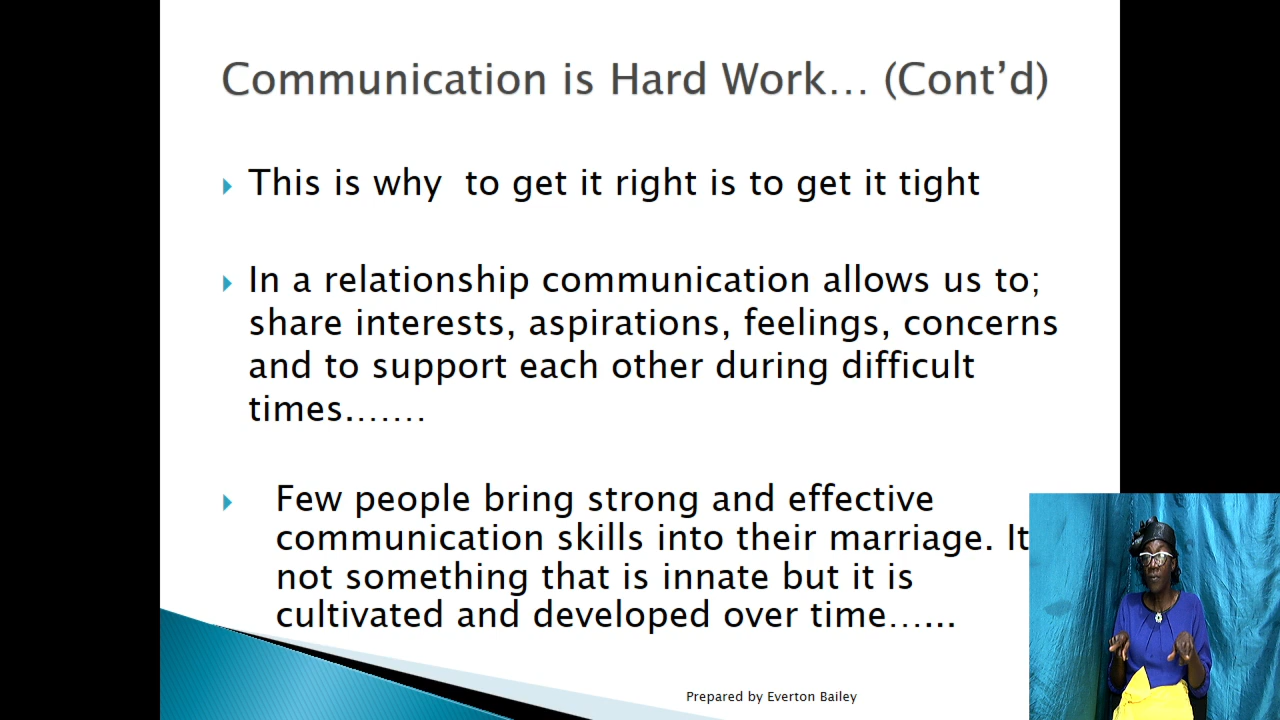 Communication is Hard Work... (Cont’d)
This is why  to get it right is to get it tight
In a relationship communication allows us to;
share interests, aspirations, feelings, concerns
and to support each other during difficult
times.……
Few people bring strong and effective
communication skills into their marriage. It
not something that is innate but it is
cultivated and developed over time…...
Prepared by Everton Bailey